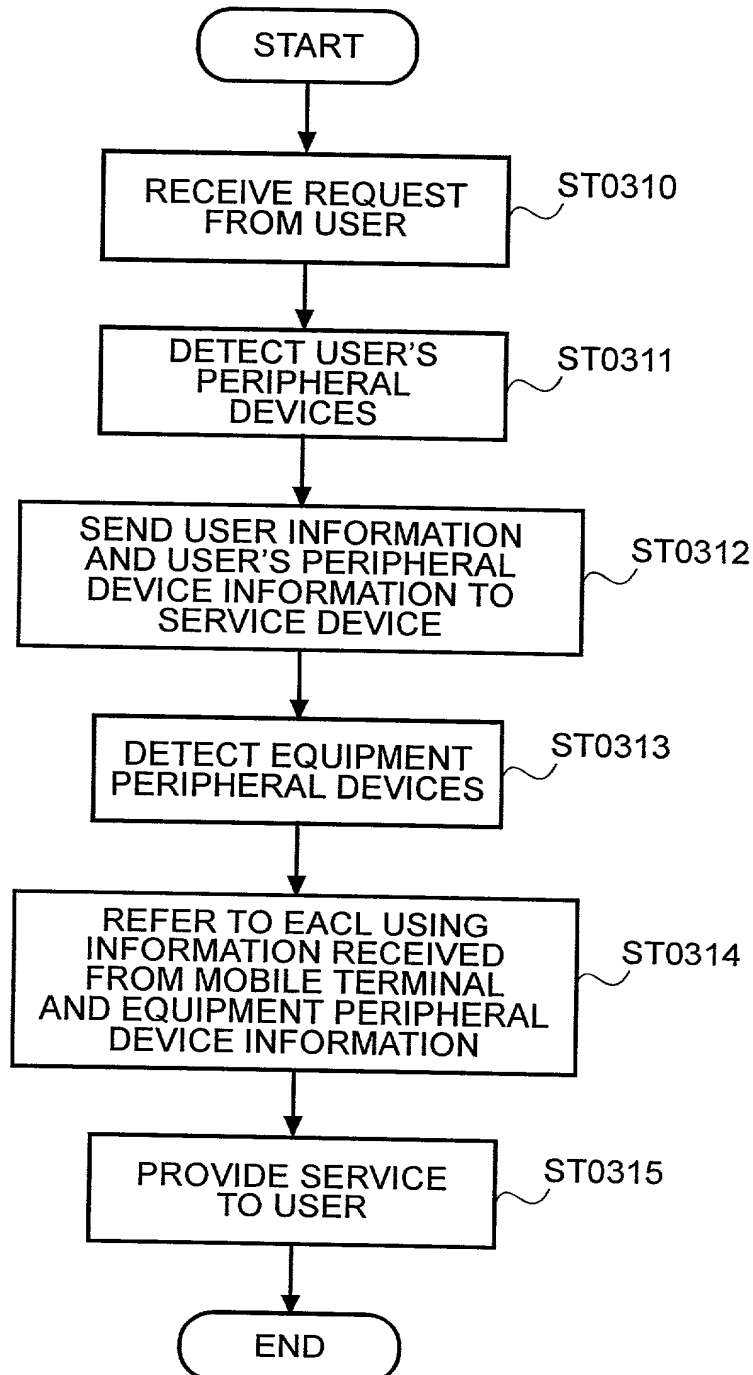 START
RECEIVE REQUEST
FROM USER
ST0310
DETECT USER'S
PERIPHERAL
DEVICES
ST0311
SEND USER INFORMATION
AND USER'S PERIPHERAL
DEVICE INFORMATION TO
SERVICE DEVICE
ST0312
DETECT EQUIPMENT
PERIPHERAL DEVICES
ST0313
REFER TO EACL USING
INFORMATION RECEIVED
FROM MOBILE TERMINAL
AND EQUIPMENT PERIPHERAL
DEVICE INFORMATION
ST0314
PROVIDE SERVICE
TO USER
ST0315
END